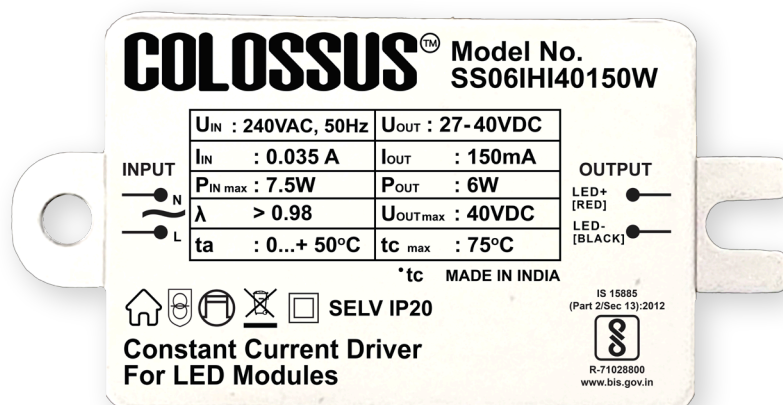 COLOSSUS™ Model No.
SS06IHI40150W
UIN : 240VAC, 50Hz UOUT : 27-40VDC
IIN : 0.035 A IOUT : 150mA
PIN max : 7.5W POUT : 6W
λ > 0.98 UOUTmax : 40VDC
ta : 0...+ 50°C tc max : 75°C
INPUT
N
L
OUTPUT
LED+
[RED]
LED-
[BLACK]
•tc MADE IN INDIA
SELV IP20
Constant Current Driver
For LED Modules
IS 15885
(Part 2/Sec 13):2012
R-71028800
www.bis.gov.in